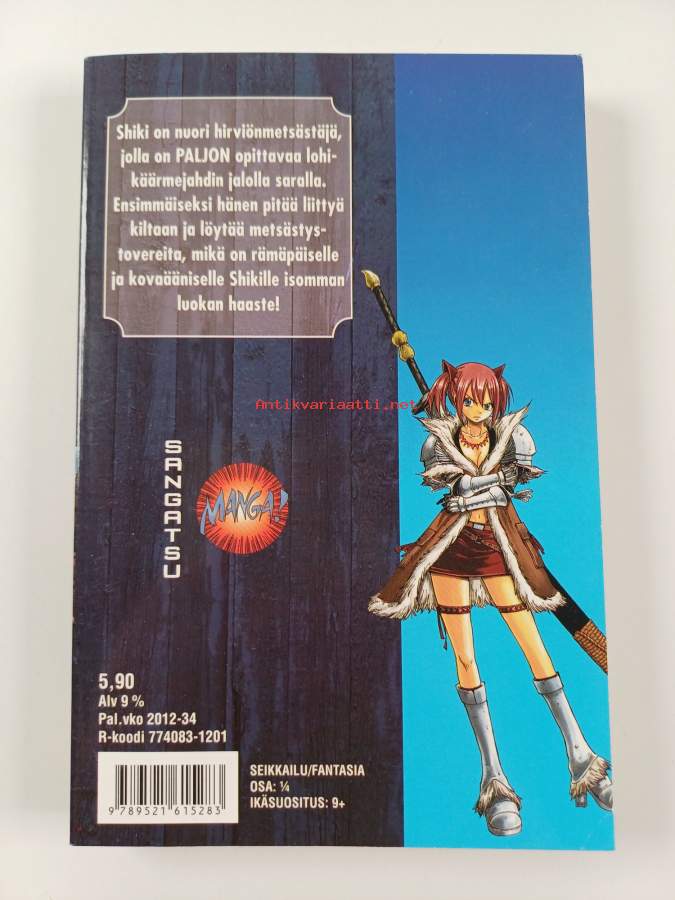 Shiki on nuori hirviönmetsästäjä,
jolla on PALJON opittavaa lohi-
käärmejahdin jalolla saralla.
Ensimmäiseksi hänen pitää liittyä
kiltaan ja löytää metsästys-
tovereita, mikä on rämäpäiselle
ja kovaääniselle Shikille isomman
luokan haaste!
Antikvariaatti.net
SANGATSU
MANGA!
5,90
Alv 9 %
Pal.vko 2012-34
R-koodi 774083-1201
9 789521 615283
SEIKKAILU/FANTASIA
OSA: ¼
IKÄSUOSITUS: 9+